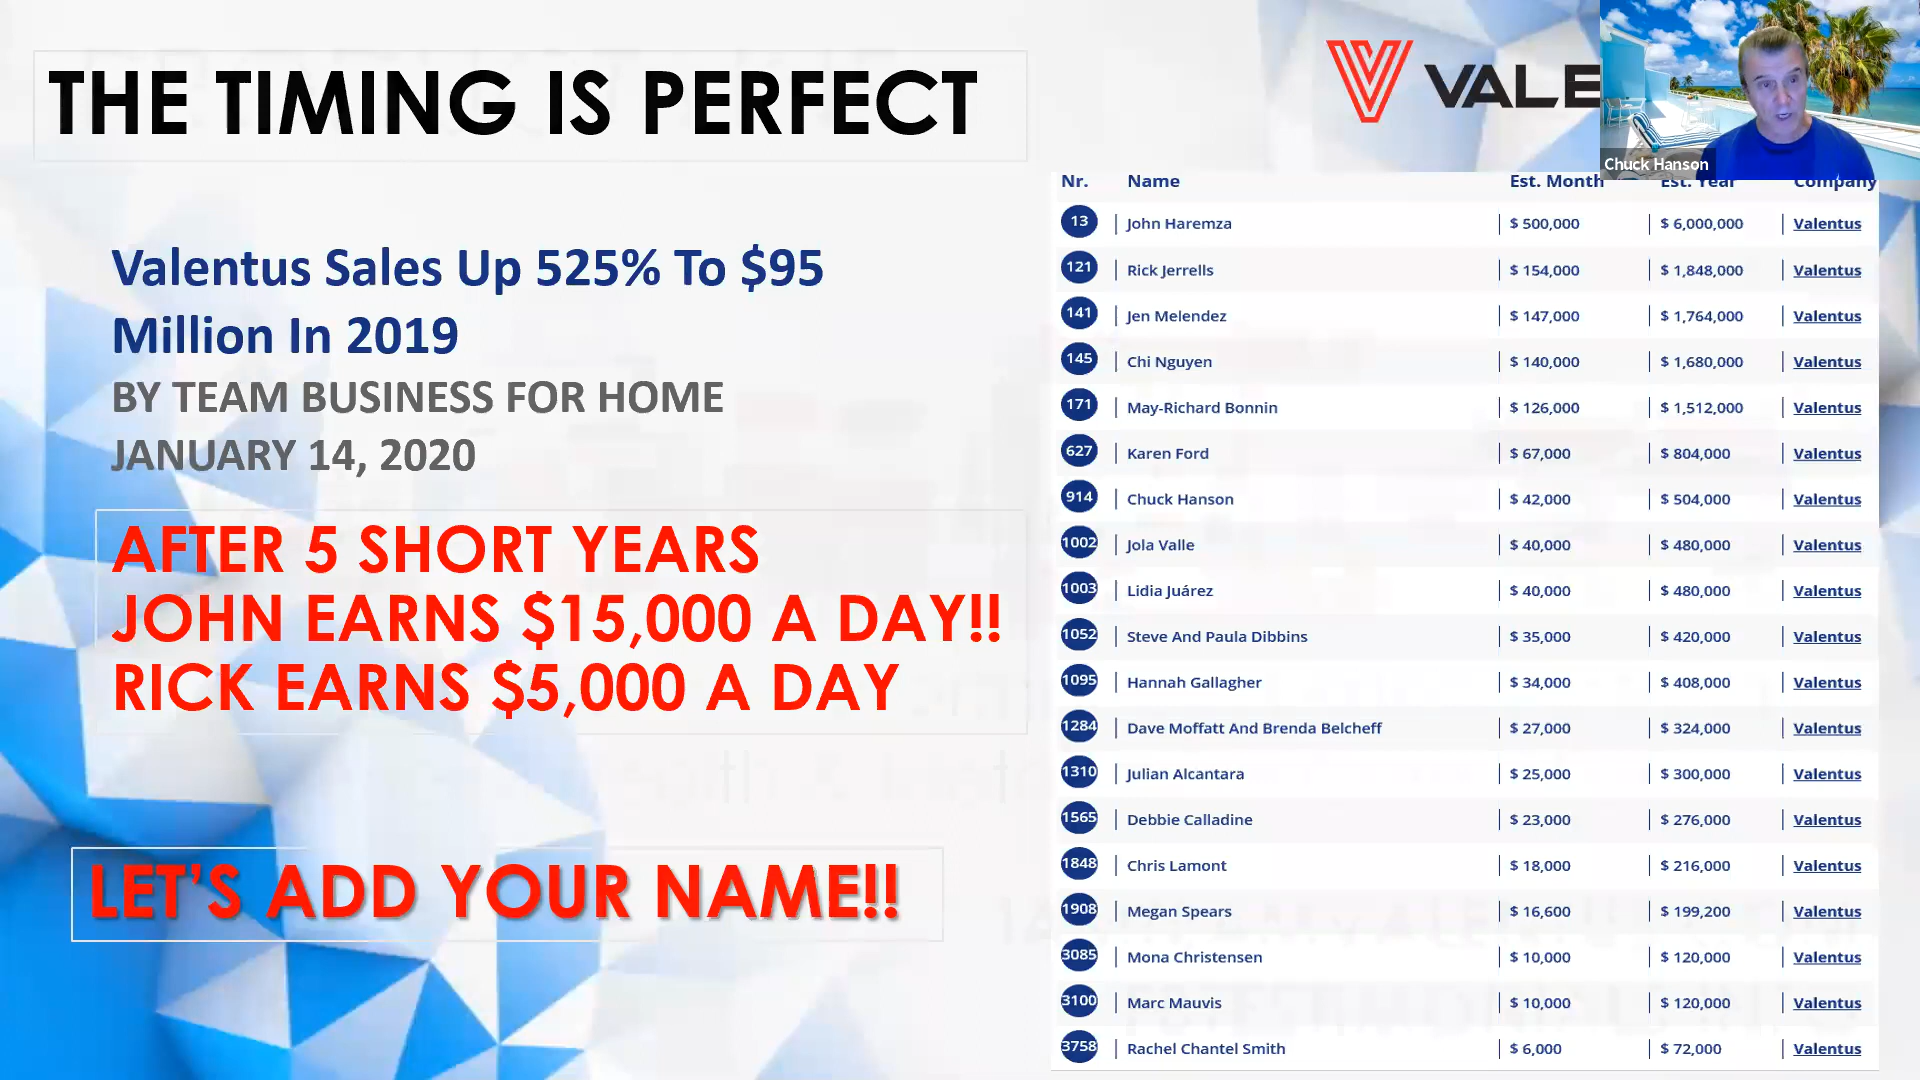 THE TIMING IS PERFECT
VALE
Chuck Hanson
Valentus Sales Up 525% To $95
Million In 2019
BY TEAM BUSINESS FOR HOME
JANUARY 14, 2020
AFTER 5 SHORT YEARS
JOHN EARNS $15,000 A DAY!!
RICK EARNS $5,000 A DAY
LET'S ADD YOUR NAME!!
Nr. Name Est. Month Est. Year Company
13 John Haremza $ 500,000 $ 6,000,000 Valentus
121 Rick Jerrells $ 154,000 $ 1,848,000 Valentus
141 Jen Melendez $ 147,000 $ 1,764,000 Valentus
145 Chi Nguyen $ 140,000 $ 1,680,000 Valentus
171 May-Richard Bonnin $ 126,000 $ 1,512,000 Valentus
627 Karen Ford $ 67,000 $ 804,000 Valentus
914 Chuck Hanson $ 42,000 $ 504,000 Valentus
1002 Jola Valle $ 40,000 $ 480,000 Valentus
1003 Lidia Juárez $ 40,000 $ 480,000 Valentus
1052 Steve And Paula Dibbins $ 35,000 $ 420,000 Valentus
1095 Hannah Gallagher $ 34,000 $ 408,000 Valentus
1284 Dave Moffatt And Brenda Belcheff $ 27,000 $ 324,000 Valentus
1310 Julian Alcantara $ 25,000 $ 300,000 Valentus
1565 Debbie Calladine $ 23,000 $ 276,000 Valentus
1848 Chris Lamont $ 18,000 $ 216,000 Valentus
1908 Megan Spears $ 16,600 $ 199,200 Valentus
3085 Mona Christensen $ 10,000 $ 120,000 Valentus
3100 Marc Mauvis $ 10,000 $ 120,000 Valentus
3758 Rachel Chantel Smith $ 6,000 $ 72,000 Valentus